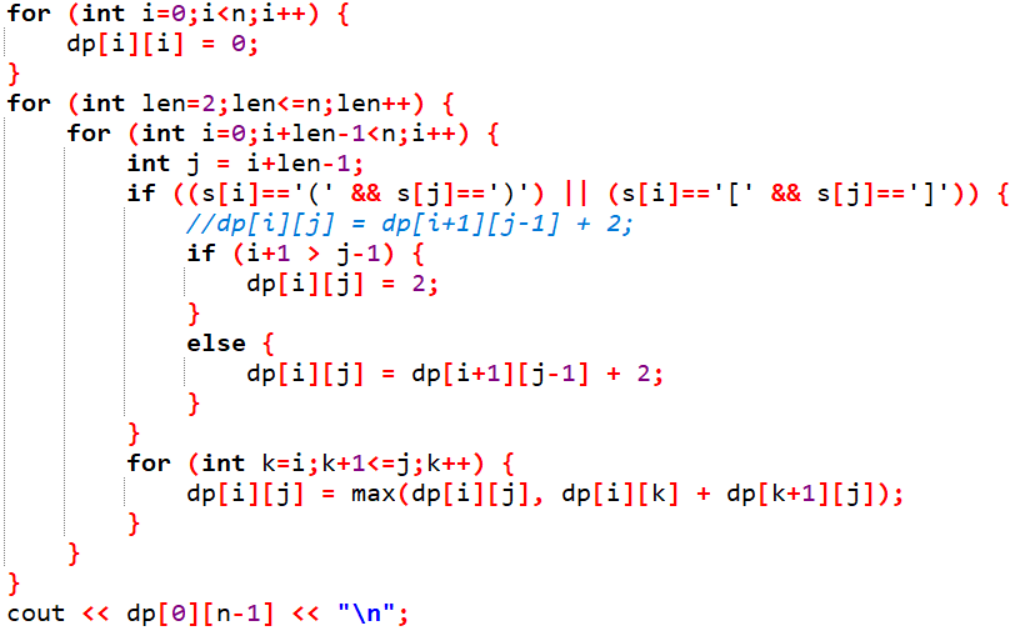 for (int i=0;i<n;i++) {
    dp[i][i] = 0;
}
for (int len=2;len<=n;len++) {
    for (int i=0;i+len-1<n;i++) {
        int j = i+len-1;
        if ((s[i]=='(' && s[j]==')') || (s[i]=='[' && s[j]==']')) {
            //dp[i][j] = dp[i+1][j-1] + 2;
            if (i+1 > j-1) {
                dp[i][j] = 2;
            }
            else {
                dp[i][j] = dp[i+1][j-1] + 2;
            }
        }
        for (int k=i;k+1<=j;k++) {
            dp[i][j] = max(dp[i][j], dp[i][k] + dp[k+1][j]);
        }
    }
}
cout << dp[0][n-1] << "\n";